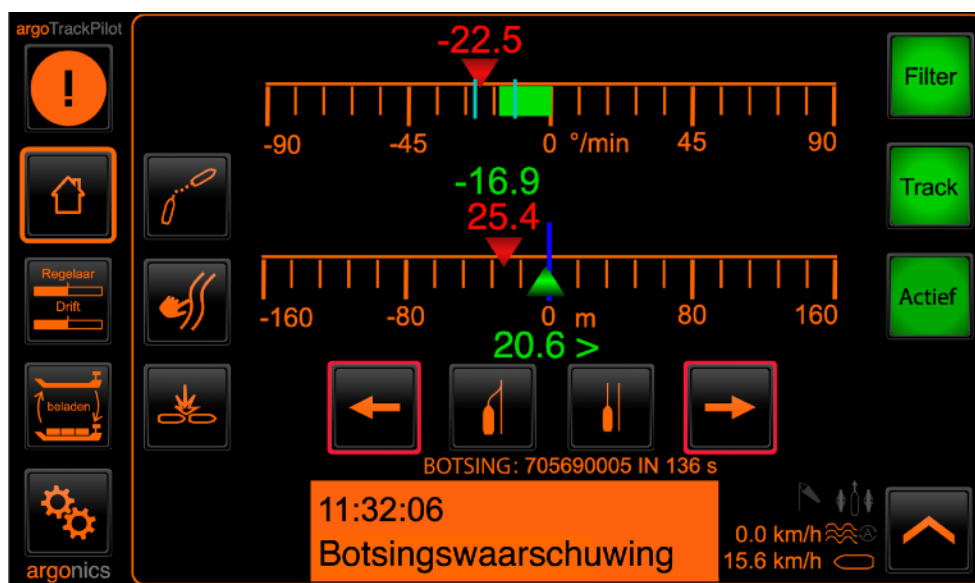 argoTrackPilot
!
Regelaar
Drift
beladen
argonics
-22.5
-90 -45 0 °/min 45 90
-16.9
25.4
-160 -80 0 m 80 160
20.6 >
BOTSING: 705690005 IN 136 s
11:32:06
Botsingswaarschuwing
Filter
Track
Actief
A
0.0 km/h
15.6 km/h